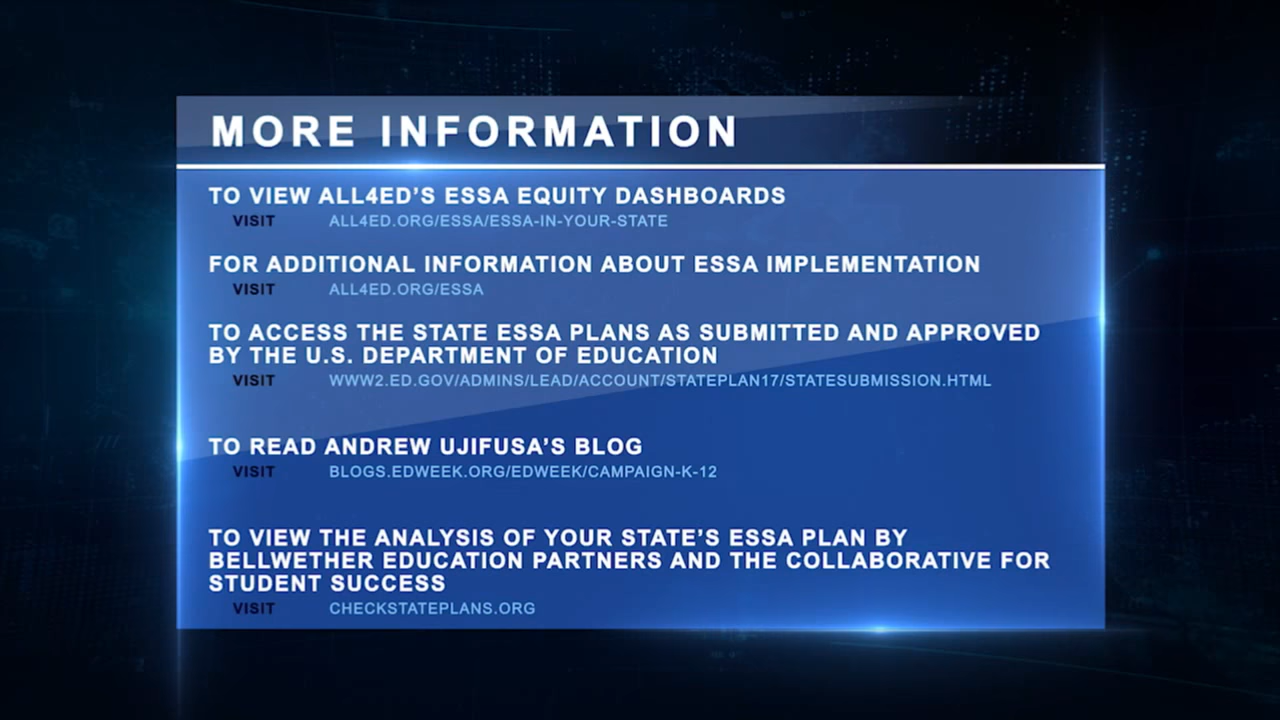 MORE INFORMATION
TO VIEW ALL4ED’S ESSA EQUITY DASHBOARDS
VISIT ALL4ED.ORG/ESSA/ESSA-IN-YOUR-STATE
FOR ADDITIONAL INFORMATION ABOUT ESSA IMPLEMENTATION
VISIT ALL4ED.ORG/ESSA
TO ACCESS THE STATE ESSA PLANS AS SUBMITTED AND APPROVED
BY THE U.S. DEPARTMENT OF EDUCATION
VISIT WWW2.ED.GOV/ADMINS/LEAD/ACCOUNT/STATEPLAN17/STATESUBMISSION.HTML
TO READ ANDREW UJIFUSA’S BLOG
VISIT BLOGS.EDWEEK.ORG/EDWEEK/CAMPAIGN-K-12
TO VIEW THE ANALYSIS OF YOUR STATE’S ESSA PLAN BY
BELLWETHER EDUCATION PARTNERS AND THE COLLABORATIVE FOR
STUDENT SUCCESS
VISIT CHECKSTATEPLANS.ORG